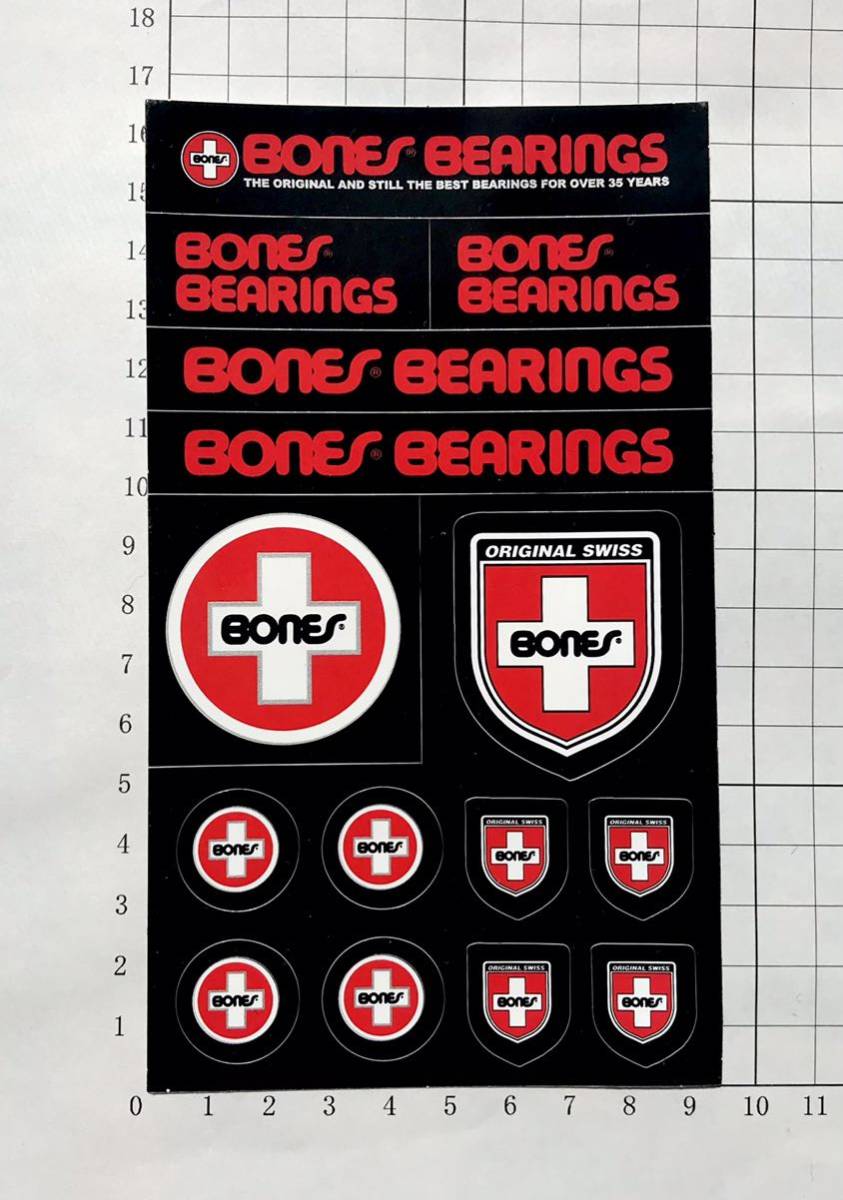 18
17
16
BONES BONES® BEARINGS
THE ORIGINAL AND STILL THE BEST BEARINGS FOR OVER 35 YEARS
15
14
BONES® BONES®
BEARINGS BEARINGS
13
12
BONES® BEARINGS
11
BONES® BEARINGS
10
9
ORIGINAL SWISS
8
BONES® BONES®
7
6
5
ORIGINAL SWISS ORIGINAL SWISS
4
BONES BONES BONES BONES
3
2
ORIGINAL SWISS ORIGINAL SWISS
BONES BONES BONES BONES
1
0 1 2 3 4 5 6 7 8 9 10 11